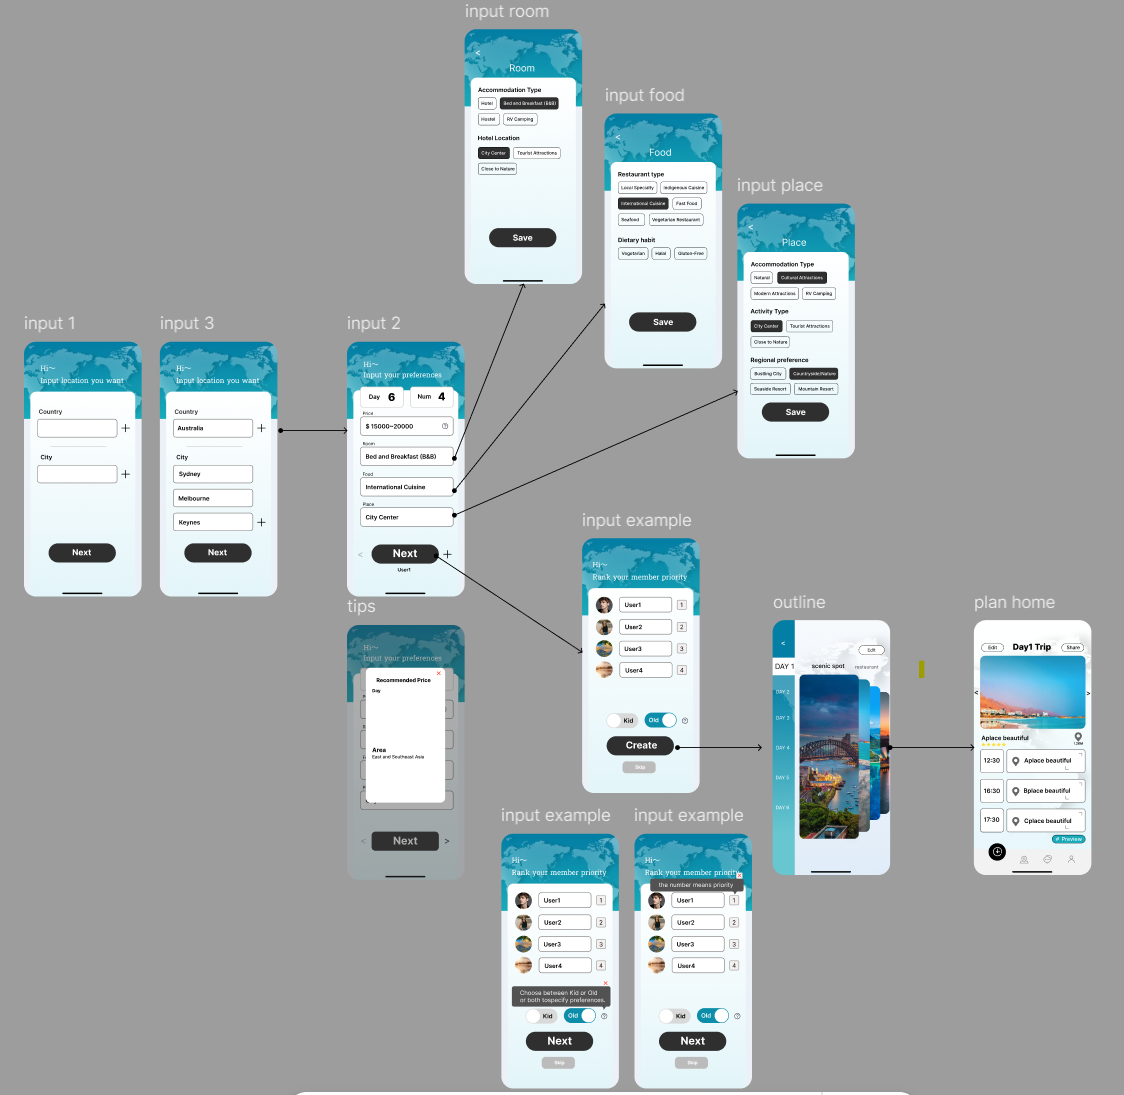 input room
<
Room
Accommodation Type
Hotel
Bed and Breakfast (B&B)
Hostel
RV Camping
Hotel Location
City Center
Tourist Attractions
Close to Nature
Save
input food
<
Food
Restaurant type
Local Specialty
Indigenous Cuisine
International Cuisine
Fast Food
Seafood
Vegetarian Restaurant
Dietary habit
Vegetarian
Halal
Gluten-Free
Save
input place
<
Place
Accommodation Type
Natural
Cultural Attractions
Modern Attractions
RV Camping
Activity Type
City Center
Tourist Attractions
Close to Nature
Regional preference
Bustling City
Countryside/Nature
Seaside Resort
Mountain Resort
Save
input 1
Hi~
Input location you want
Country
+
City
+
Next
input 3
Hi~
Input location you want
Country
Australia
+
City
Sydney
Melbourne
Keynes
+
Next
input 2
Hi~
Input your preferences
Day 6
Num 4
Price
$ 15000~20000
Room
Bed and Breakfast (B&B)
Food
International Cuisine
Place
City Center
<
Next
+
User1
tips
Hi~
Input your preferences
Recommended Price
Day
Area
East and Southeast Asia
<
Next
>
input example
Hi~
Rank your member priority
User1
1
User2
2
User3
3
User4
4
Kid
Old
Create
Skip
input example
Hi~
Rank your member priority
User1
1
User2
2
User3
3
User4
4
Choose between Kid or Old
or both tospecify preferences.
Kid
Old
Next
Skip
input example
Hi~
Rank your member priority
the number means priority
User1
1
User2
2
User3
3
User4
4
Kid
Old
Next
Skip
outline
<
Edit
DAY 1
scenic spot
restaurant
DAY 2
DAY 3
DAY 4
DAY 5
DAY 6
plan home
Edit
Day1 Trip
Share
<
>
Aplace beautiful
12:30
Aplace beautiful
16:30
Bplace beautiful
17:30
Cplace beautiful
Preview